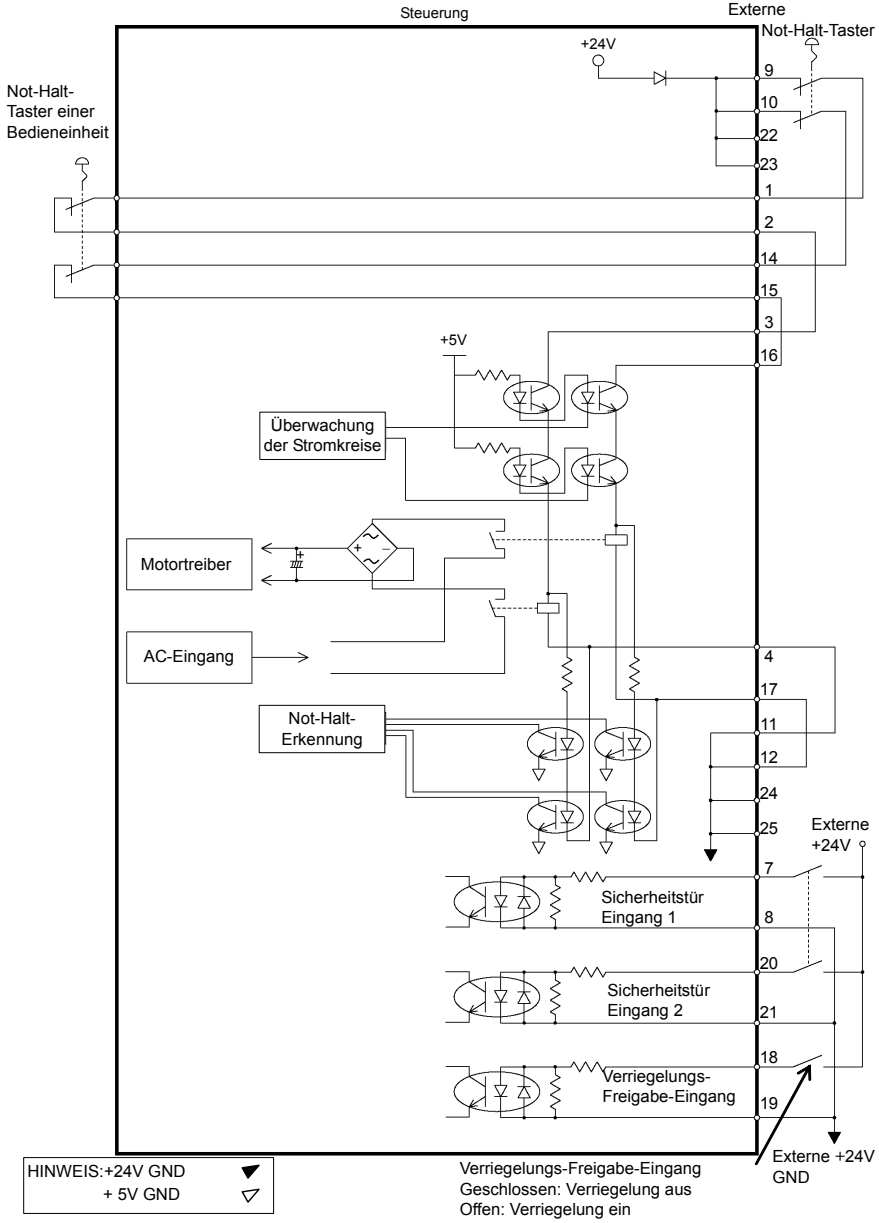 Steuerung
Externe
Not-Halt-Taster
+24V
9
10
22
23
Not-Halt-
Taster einer
Bedieneinheit
1
2
14
15
3
16
+5V
Überwachung
der Stromkreise
+
−
+
Motortreiber
AC-Eingang
4
17
11
12
24
25
Not-Halt-
Erkennung
Externe
+24V
7
Sicherheitstür
Eingang 1
8
20
Sicherheitstür
Eingang 2
21
18
Verriegelungs-
Freigabe-Eingang
19
Externe +24V
GND
HINWEIS:+24V GND
+ 5V GND
Verriegelungs-Freigabe-Eingang
Geschlossen: Verriegelung aus
Offen: Verriegelung ein